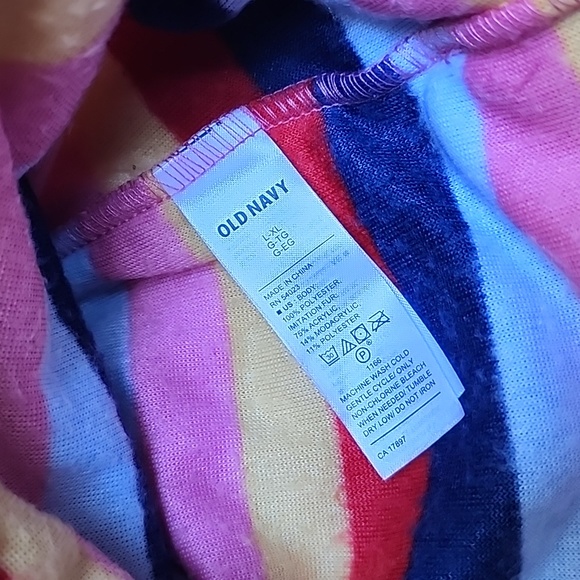 OLD NAVY
L-XL
G-TG
G-EG
MADE IN CHINA
RN 54023
■ US BODY:
100% POLYESTER.
IMITATION FUR:
75% ACRYLIC,
14% MODACRYLIC,
11% POLYESTER
P
1166
MACHINE WASH COLD
GENTLE CYCLE/ ONLY
NON-CHLORINE BLEACH
WHEN NEEDED/ TUMBLE
DRY LOW/ DO NOT IRON
CA 17897